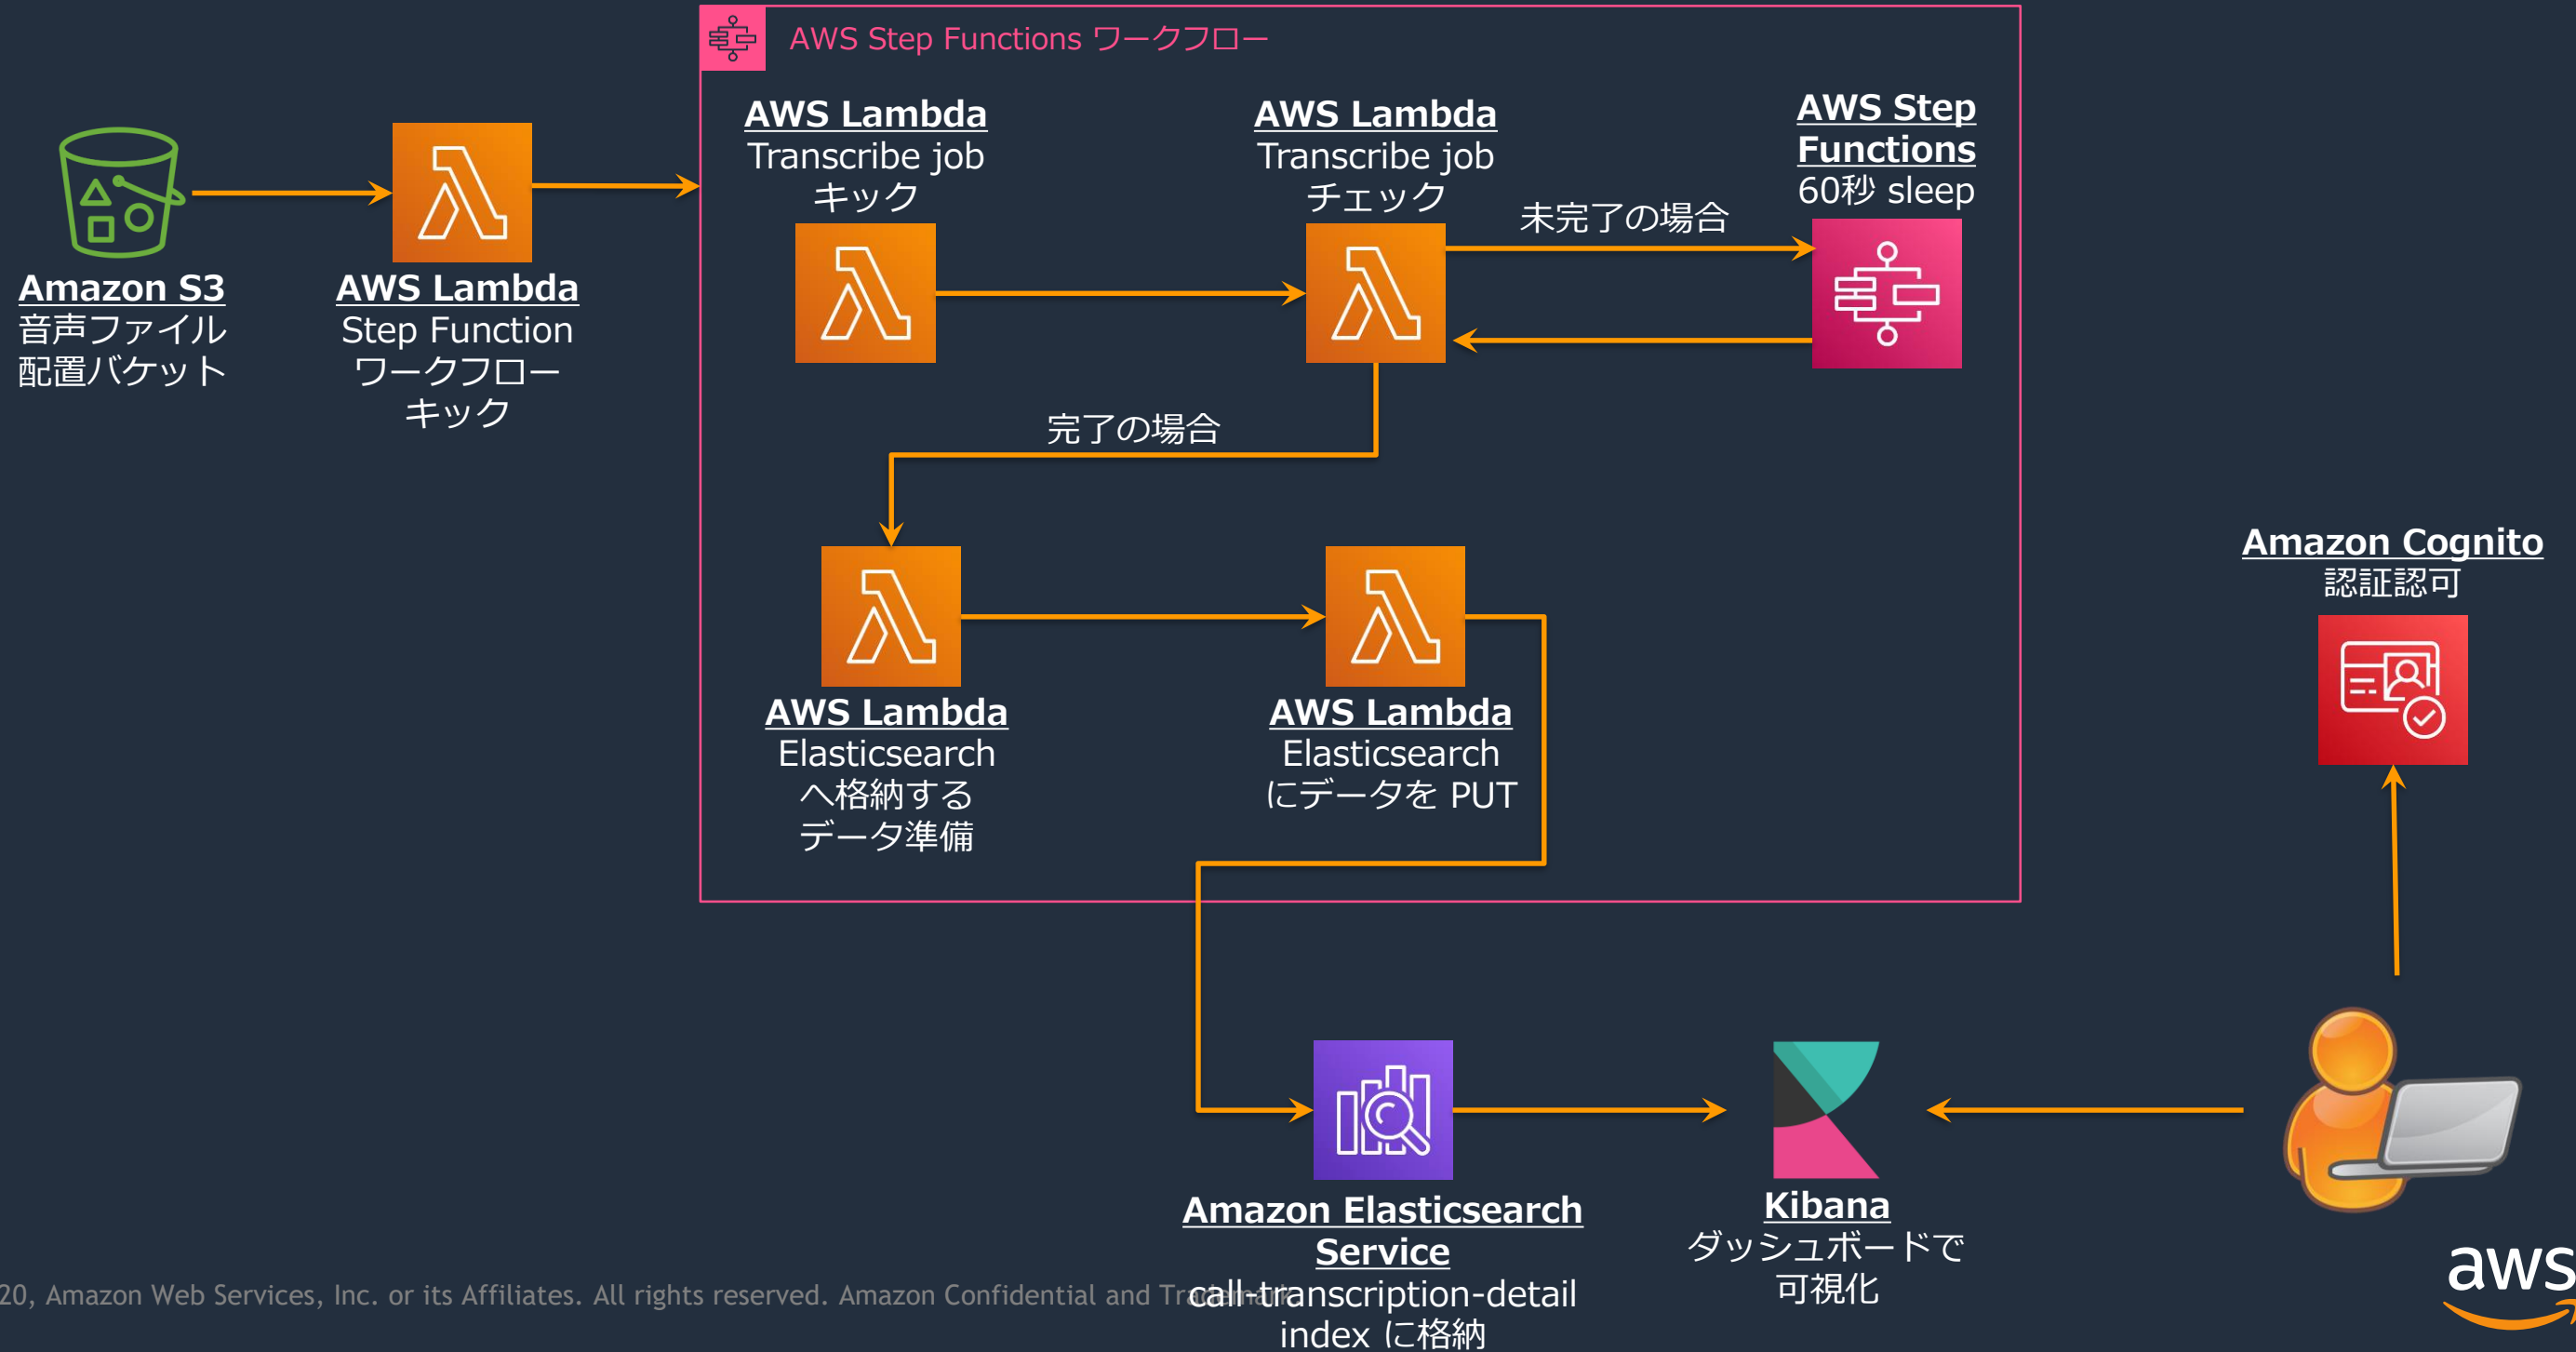 AWS Step Functions ワークフロー
Amazon S3
音声ファイル
配置バケット
AWS Lambda
Step Function
ワークフロー
キック
AWS Lambda
Transcribe job
キック
AWS Lambda
Transcribe job
チェック
未完了の場合
AWS Step
Functions
60秒 sleep
完了の場合
AWS Lambda
Elasticsearch
へ格納する
データ準備
AWS Lambda
Elasticsearch
にデータを PUT
Amazon Cognito
認証認可
Amazon Elasticsearch
Service
call-transcription-detail
index に格納
Kibana
ダッシュボードで
可視化
20, Amazon Web Services, Inc. or its Affiliates. All rights reserved. Amazon Confidential and Trademark
aws